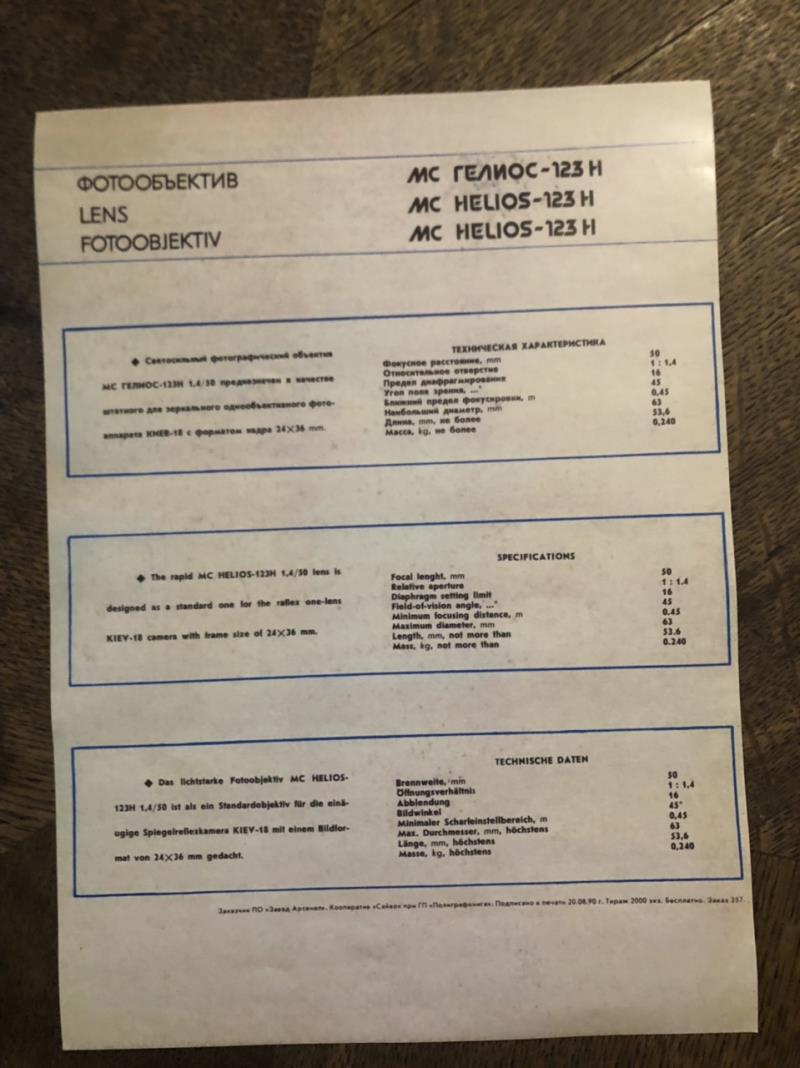 ФОТООБЪЕКТИВ
LENS
FOTOOBJEKTIV
МС ГЕЛИОС-123 Н
MC HELIOS-123 H
MC HELIOS-123 H
◆ Светосильный фотографический объектив
МС ГЕЛИОС-123Н 1,4/50 предназначен в качестве
штатного для зеркального однообъективного фото-
аппарата КИЕВ-18 с форматом кадра 24×36 mm.
ТЕХНИЧЕСКАЯ ХАРАКТЕРИСТИКА
Фокусное расстояние, mm 50
Относительное отверстие 1 : 1,4
Предел диафрагмирования 16
Угол поля зрения, ...° 45
Ближний предел фокусировки, m 0,45
Наибольший диаметр, mm 63
Длина, mm, не более 53,6
Масса, kg, не более 0,240
◆ The rapid MC HELIOS-123H 1,4/50 lens is
designed as a standard one for the raflex one-lens
KIEV-18 camera with frame size of 24×36 mm.
SPECIFICATIONS
Focal lenght, mm 50
Relative aperture 1 : 1.4
Diaphragm setting limit 16
Field-of-vision angle, ...° 45
Minimum focusing distance, m 0.45
Maximum diameter, mm 63
Length, mm, not more than 53.6
Mass, kg, not more than 0.240
◆ Das lichtstarke Fotoobjektiv MC HELIOS-
123H 1,4/50 ist als ein Standardobjektiv für die einä-
ugige Spiegelreflexkamera KIEV-18 mit einem Bildfor-
mat von 24×36 mm gedacht.
TECHNISCHE DATEN
Brennweite, mm 50
Öffnungsverhältnis 1 : 1,4
Abblendung 16
Bildwinkel 45°
Minimaler Scharfeinstellbereich, m 0,45
Max. Durchmesser, mm, höchstens 63
Länge, mm, höchstens 53,6
Masse, kg, höchstens 0,240
Заказчик ПО «Завод Арсенал». Кооператив при ГП «Полиграфкнига». Подписано к печати 20.08.90 г. Тираж 2000 экз. Бесплатно. Заказ 357.